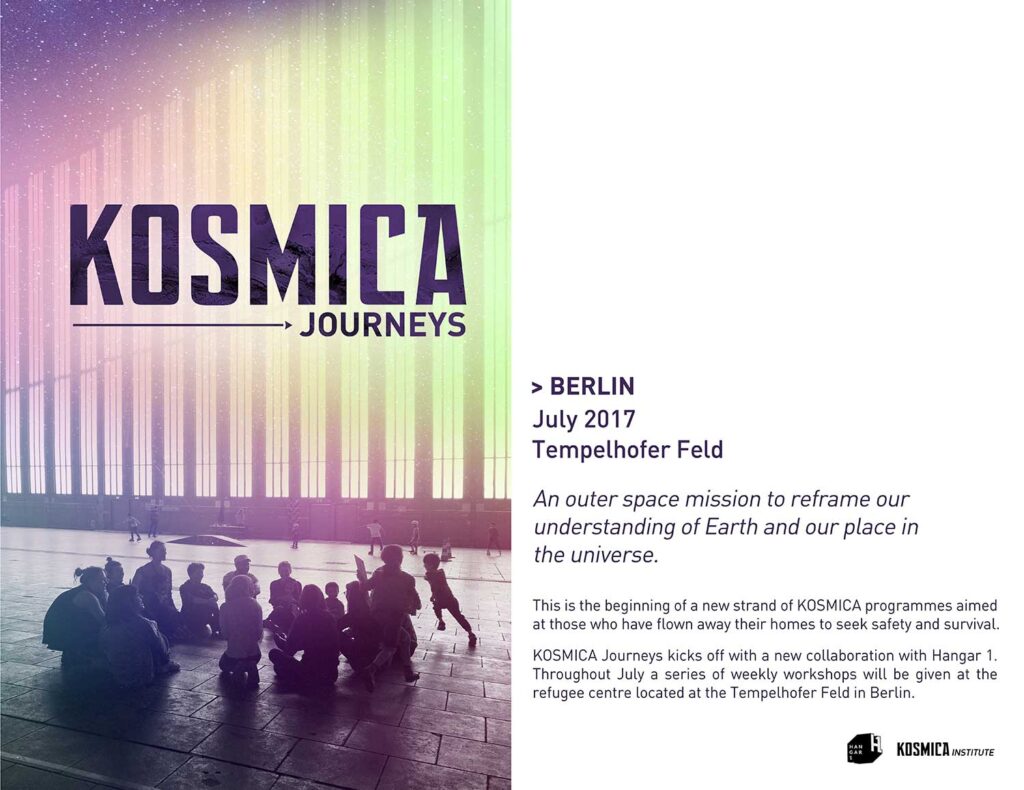 KOSMICA
JOURNEYS
> BERLIN
July 2017
Tempelhofer Feld
An outer space mission to reframe our
understanding of Earth and our place in
the universe.
This is the beginning of a new strand of KOSMICA programmes aimed
at those who have flown away their homes to seek safety and survival.
KOSMICA Journeys kicks off with a new collaboration with Hangar 1.
Throughout July a series of weekly workshops will be given at the
refugee centre located at the Tempelhofer Feld in Berlin.
HAN
GAR
KOSMICA INSTITUTE